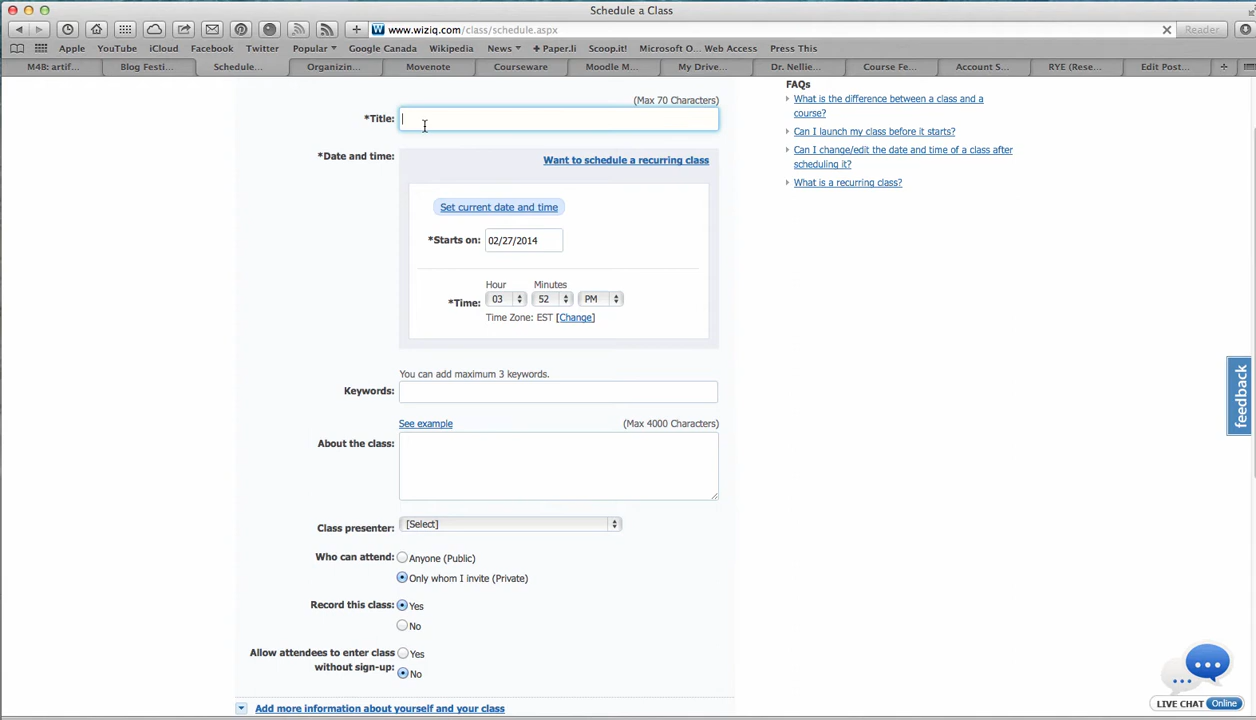 Schedule a Class
www.wiziq.com/class/schedule.aspx
Reader
Apple YouTube iCloud Facebook Twitter Popular Google Canada Wikipedia News + Paper.li Scoop.it! Microsoft O... Web Access Press This
M4B: artif... Blog Festi... Schedule... Organizin... Movenote Courseware Moodle M... My Drive... Dr. Nellie... Course Fe... Account S... RYE (Rese... Edit Post...
(Max 70 Characters)
*Title:
*Date and time:
Want to schedule a recurring class
Set current date and time
*Starts on: 02/27/2014
Hour Minutes
*Time: 03 52 PM
Time Zone: EST [Change]
You can add maximum 3 keywords.
Keywords:
See example (Max 4000 Characters)
About the class:
Class presenter: [Select]
Who can attend: Anyone (Public)
Only whom I invite (Private)
Record this class: Yes
No
Allow attendees to enter class without sign-up: Yes
No
Add more information about yourself and your class
FAQs
What is the difference between a class and a
course?
Can I launch my class before it starts?
Can I change/edit the date and time of a class after
scheduling it?
What is a recurring class?
feedback
LIVE CHAT Online